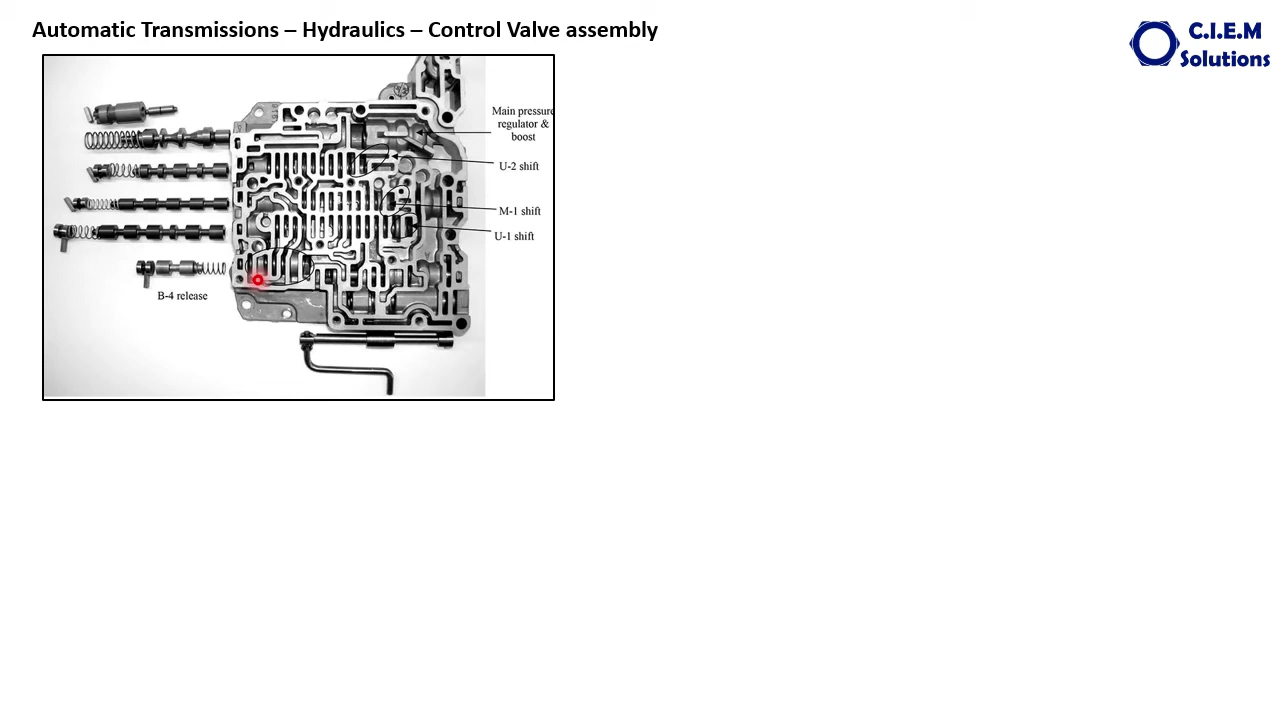 Automatic Transmissions – Hydraulics – Control Valve assembly
C.I.E.M
Solutions
Main pressure
regulator &
boost
U-2 shift
M-1 shift
U-1 shift
B-4 release